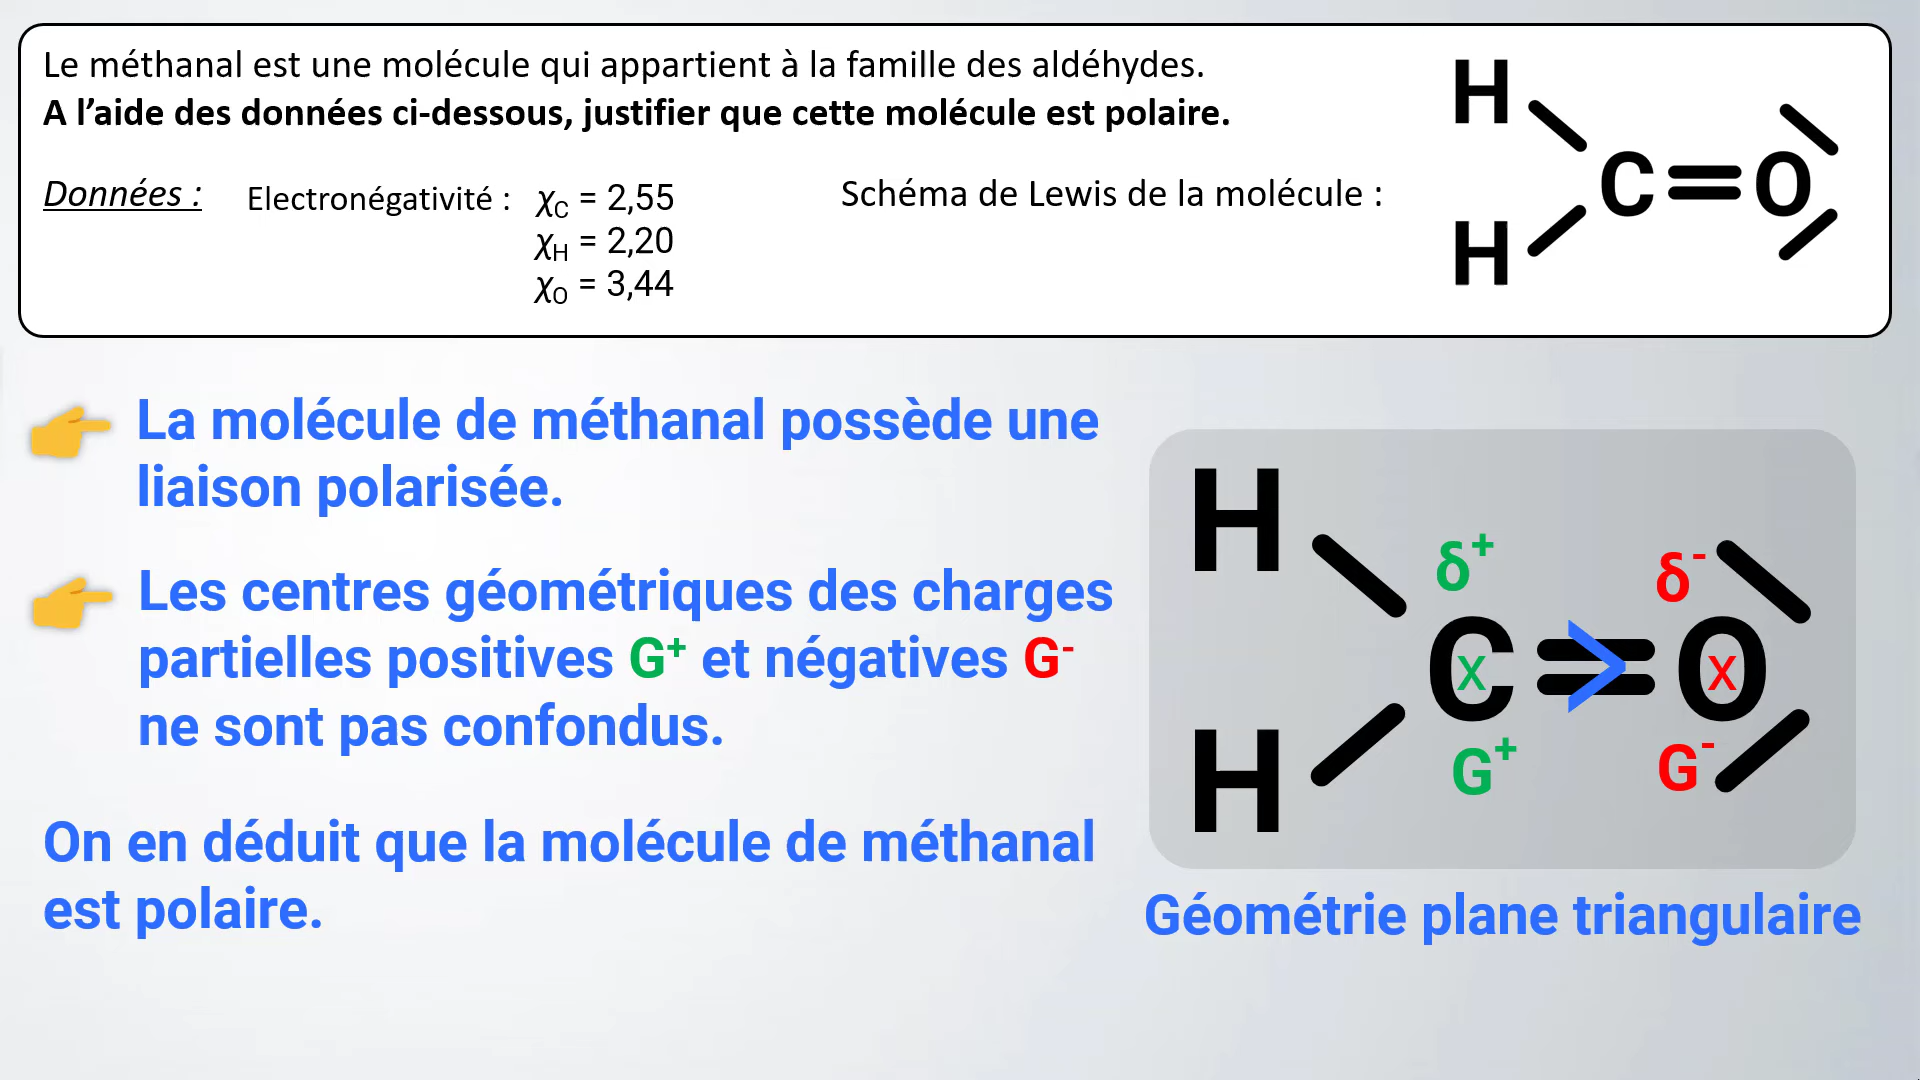 Le méthanal est une molécule qui appartient à la famille des aldéhydes.
A l’aide des données ci-dessous, justifier que cette molécule est polaire.
Données :
Electronégativité :
χC = 2,55
χH = 2,20
χO = 3,44
Schéma de Lewis de la molécule :
H
C O
H
La molécule de méthanal possède une
liaison polarisée.
Les centres géométriques des charges
partielles positives G⁺ et négatives G⁻
ne sont pas confondus.
On en déduit que la molécule de méthanal
est polaire.
H
δ⁺ δ⁻
C x > O x
G⁺ G⁻
H
Géométrie plane triangulaire